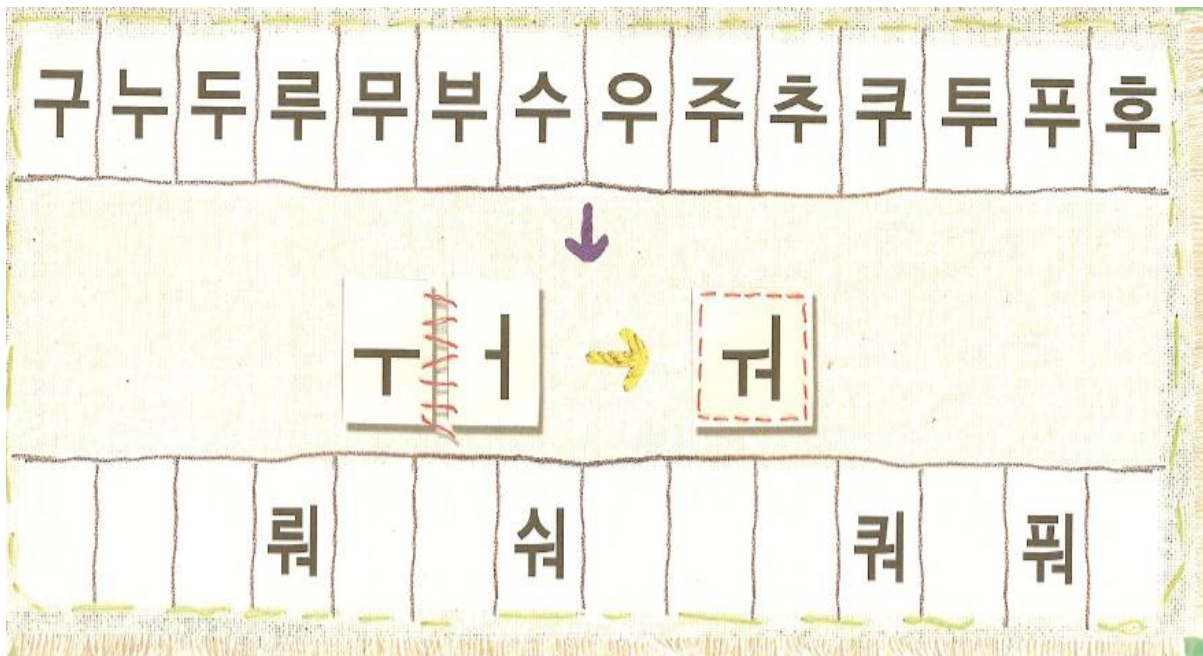 구 누 두 루 무 부 수 우 주 추 쿠 투 푸 후
ㅜ ㅓ ㅝ
뤄 숴 쿼 풔